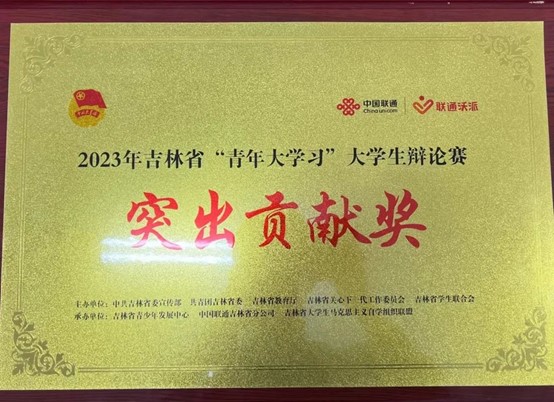 中国共青团
中国联通
China unicom
联通沃派
2023年吉林省“青年大学习”大学生辩论赛
突出贡献奖
主办单位：中共吉林省委宣传部 共青团吉林省委 吉林省教育厅 吉林省关心下一代工作委员会 吉林省学生联合会
承办单位：吉林省青少年发展中心 中国联通吉林省分公司 吉林省大学生马克思主义自学组织联盟